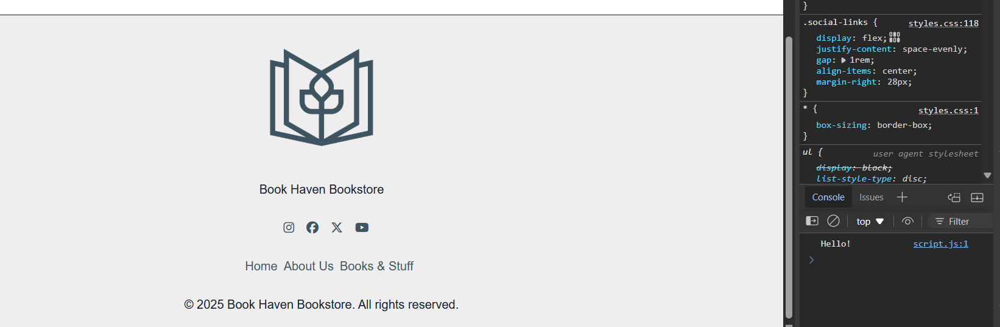 Book Haven Bookstore
Home About Us Books & Stuff
© 2025 Book Haven Bookstore. All rights reserved.
}
.social-links { styles.css:118
display: flex;
justify-content: space-evenly;
gap: 1rem;
align-items: center;
margin-right: 28px;
}
* { styles.css:1
box-sizing: border-box;
}
ul { user agent stylesheet
display: block;
list-style-type: disc;
Console Issues
top Filter
Hello! script.js:1